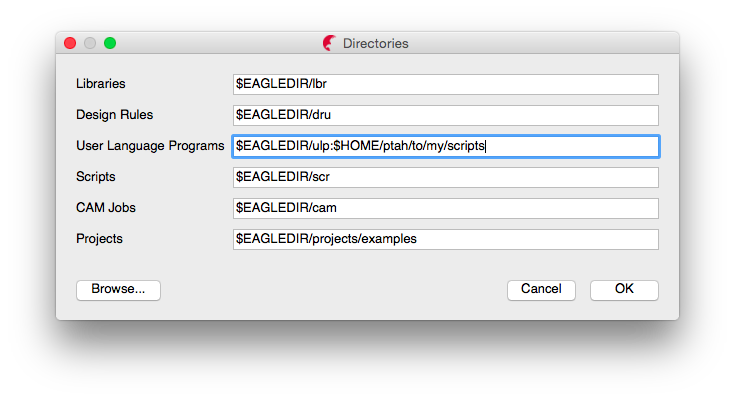 Directories
Libraries $EAGLEDIR/lbr
Design Rules $EAGLEDIR/dru
User Language Programs $EAGLEDIR/ulp:$HOME/ptah/to/my/scripts
Scripts $EAGLEDIR/scr
CAM Jobs $EAGLEDIR/cam
Projects $EAGLEDIR/projects/examples
Browse... Cancel OK